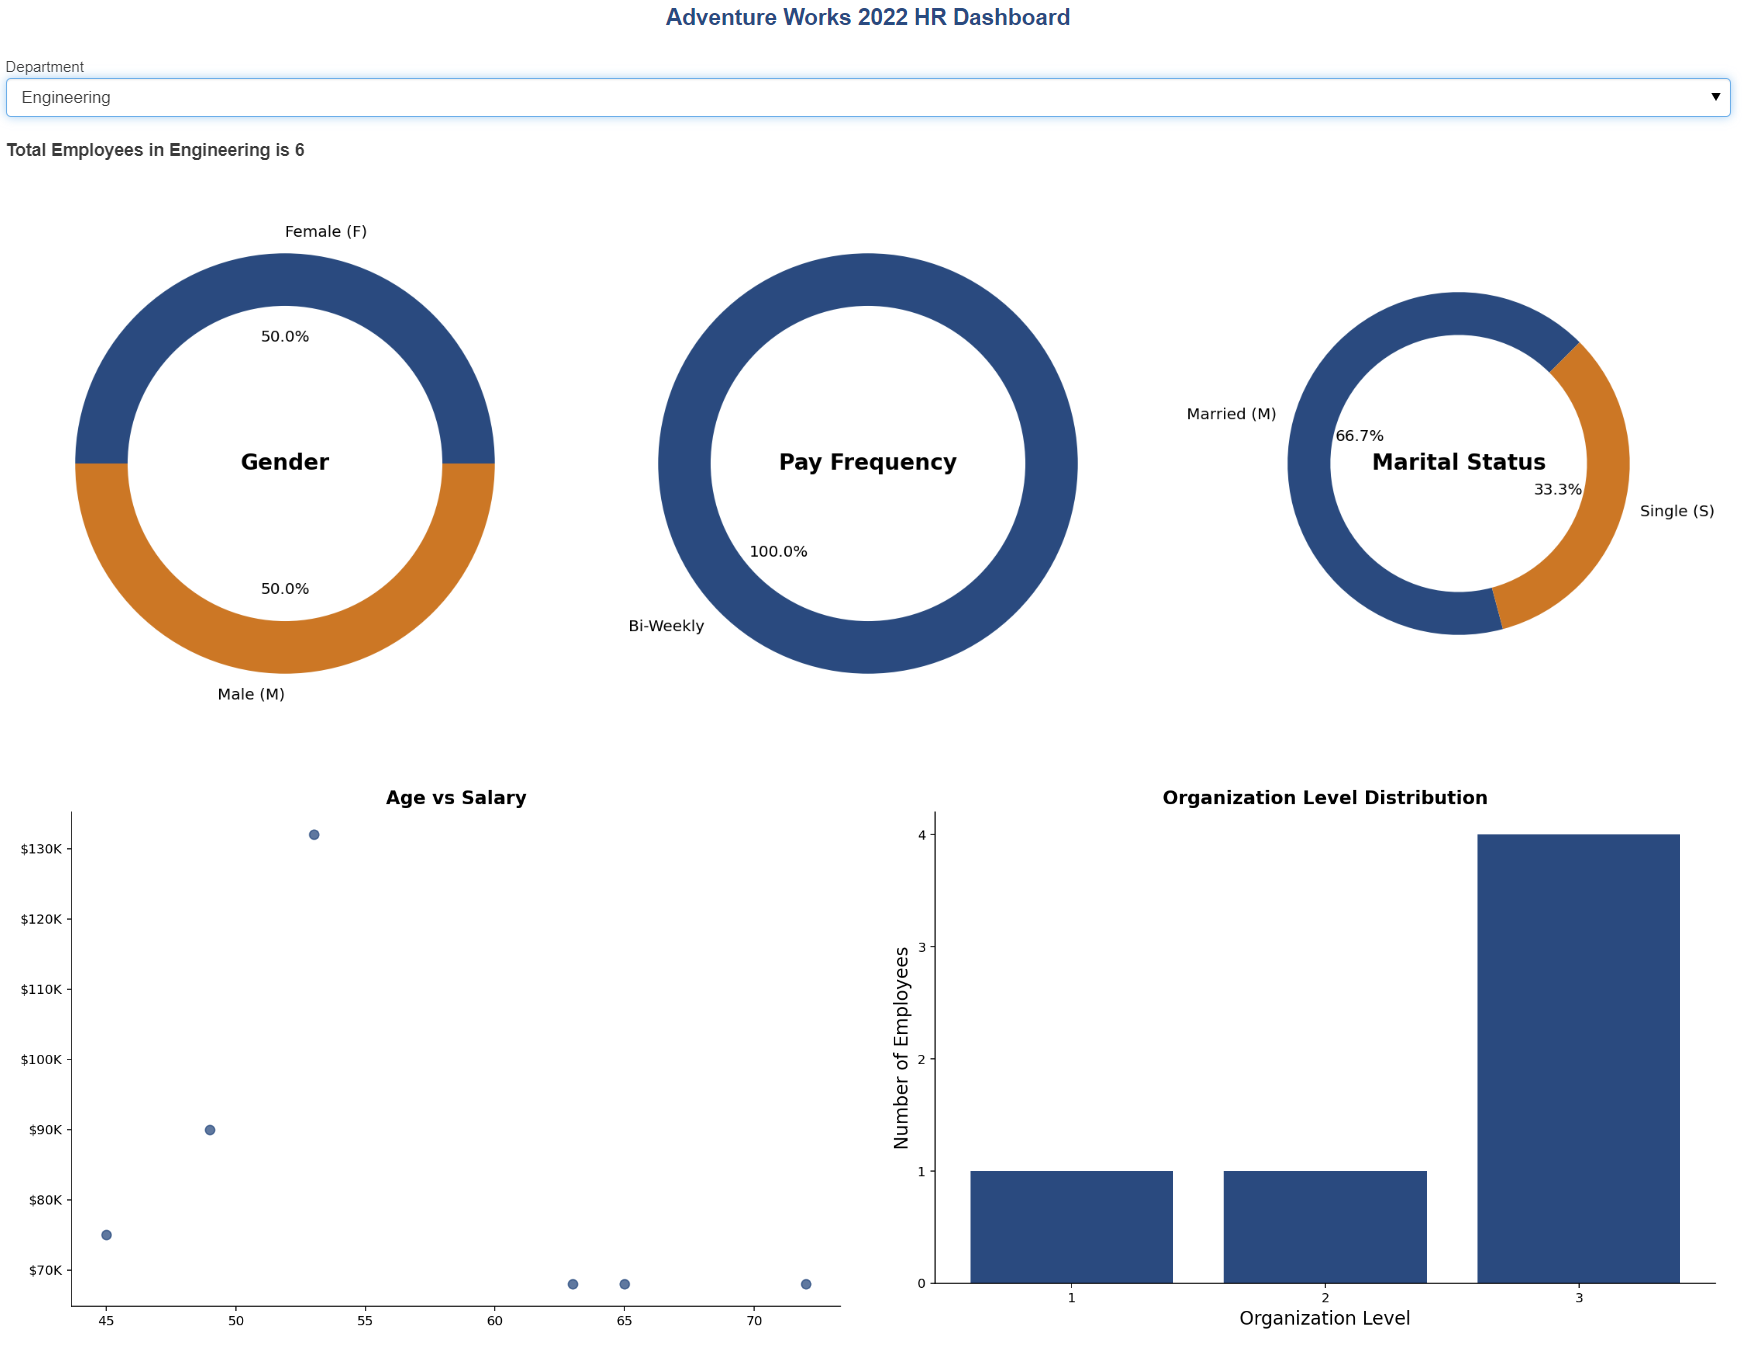 Adventure Works 2022 HR Dashboard
Department
Engineering
Total Employees in Engineering is 6
Female (F)
50.0%
Gender
50.0%
Male (M)
Pay Frequency
100.0%
Bi-Weekly
Married (M)
66.7%
Marital Status
33.3%
Single (S)
Age vs Salary
$130K
$120K
$110K
$100K
$90K
$80K
$70K
45 50 55 60 65 70
Organization Level Distribution
Number of Employees
4
3
2
1
0
1 2 3
Organization Level